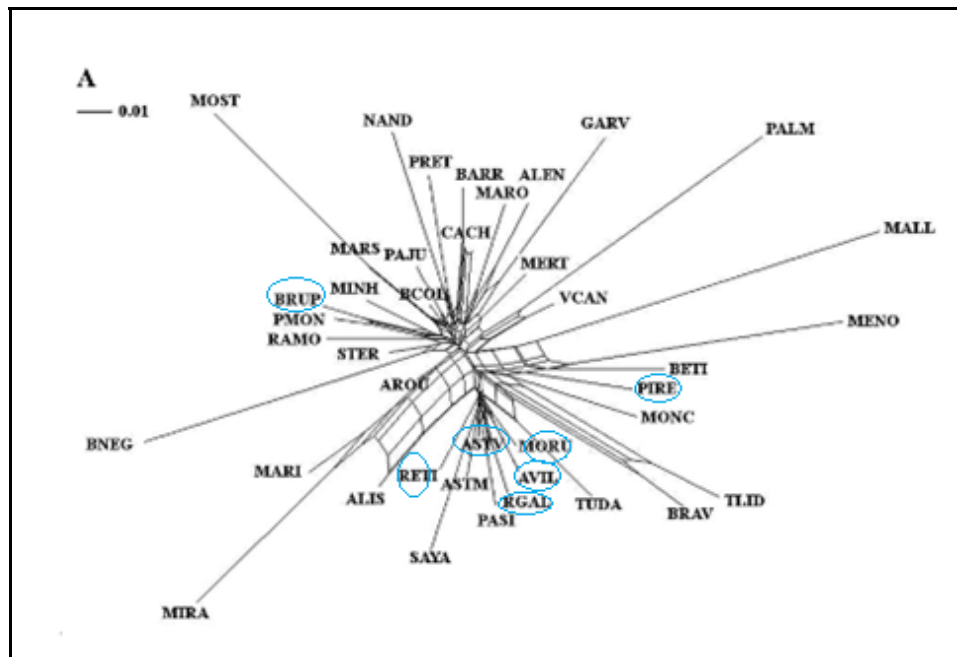 A
0.01
MOST
NAND
GARV
PALM
PRET
BARR
ALEN
MARO
MALL
CACH
MARS
PAJU
MERT
MINH
BCOL
VCAN
BRUP
PMON
MENO
RAMO
STER
BETI
AROU
PIRE
MONC
BNEG
ASTV
MORU
MARI
RETI
AVIL
ALIS
ASTM
RGAL
TLID
TUDA
BRAV
PASI
SAYA
MIRA